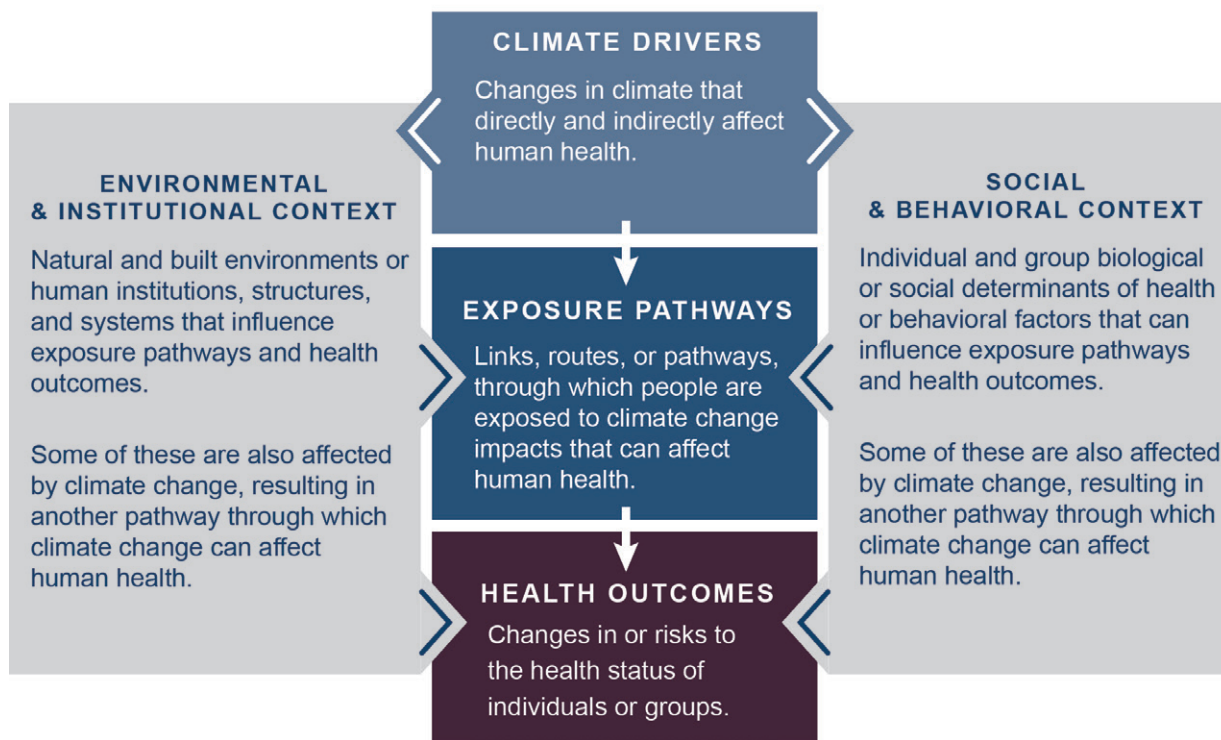 CLIMATE DRIVERS
Changes in climate that
directly and indirectly affect
human health.
ENVIRONMENTAL
& INSTITUTIONAL CONTEXT
Natural and built environments or
human institutions, structures,
and systems that influence
exposure pathways and health
outcomes.
Some of these are also affected
by climate change, resulting in
another pathway through which
climate change can affect
human health.
EXPOSURE PATHWAYS
Links, routes, or pathways,
through which people are
exposed to climate change
impacts that can affect
human health.
SOCIAL
& BEHAVIORAL CONTEXT
Individual and group biological
or social determinants of health
or behavioral factors that can
influence exposure pathways
and health outcomes.
Some of these are also affected
by climate change, resulting in
another pathway through which
climate change can affect
human health.
HEALTH OUTCOMES
Changes in or risks to
the health status of
individuals or groups.